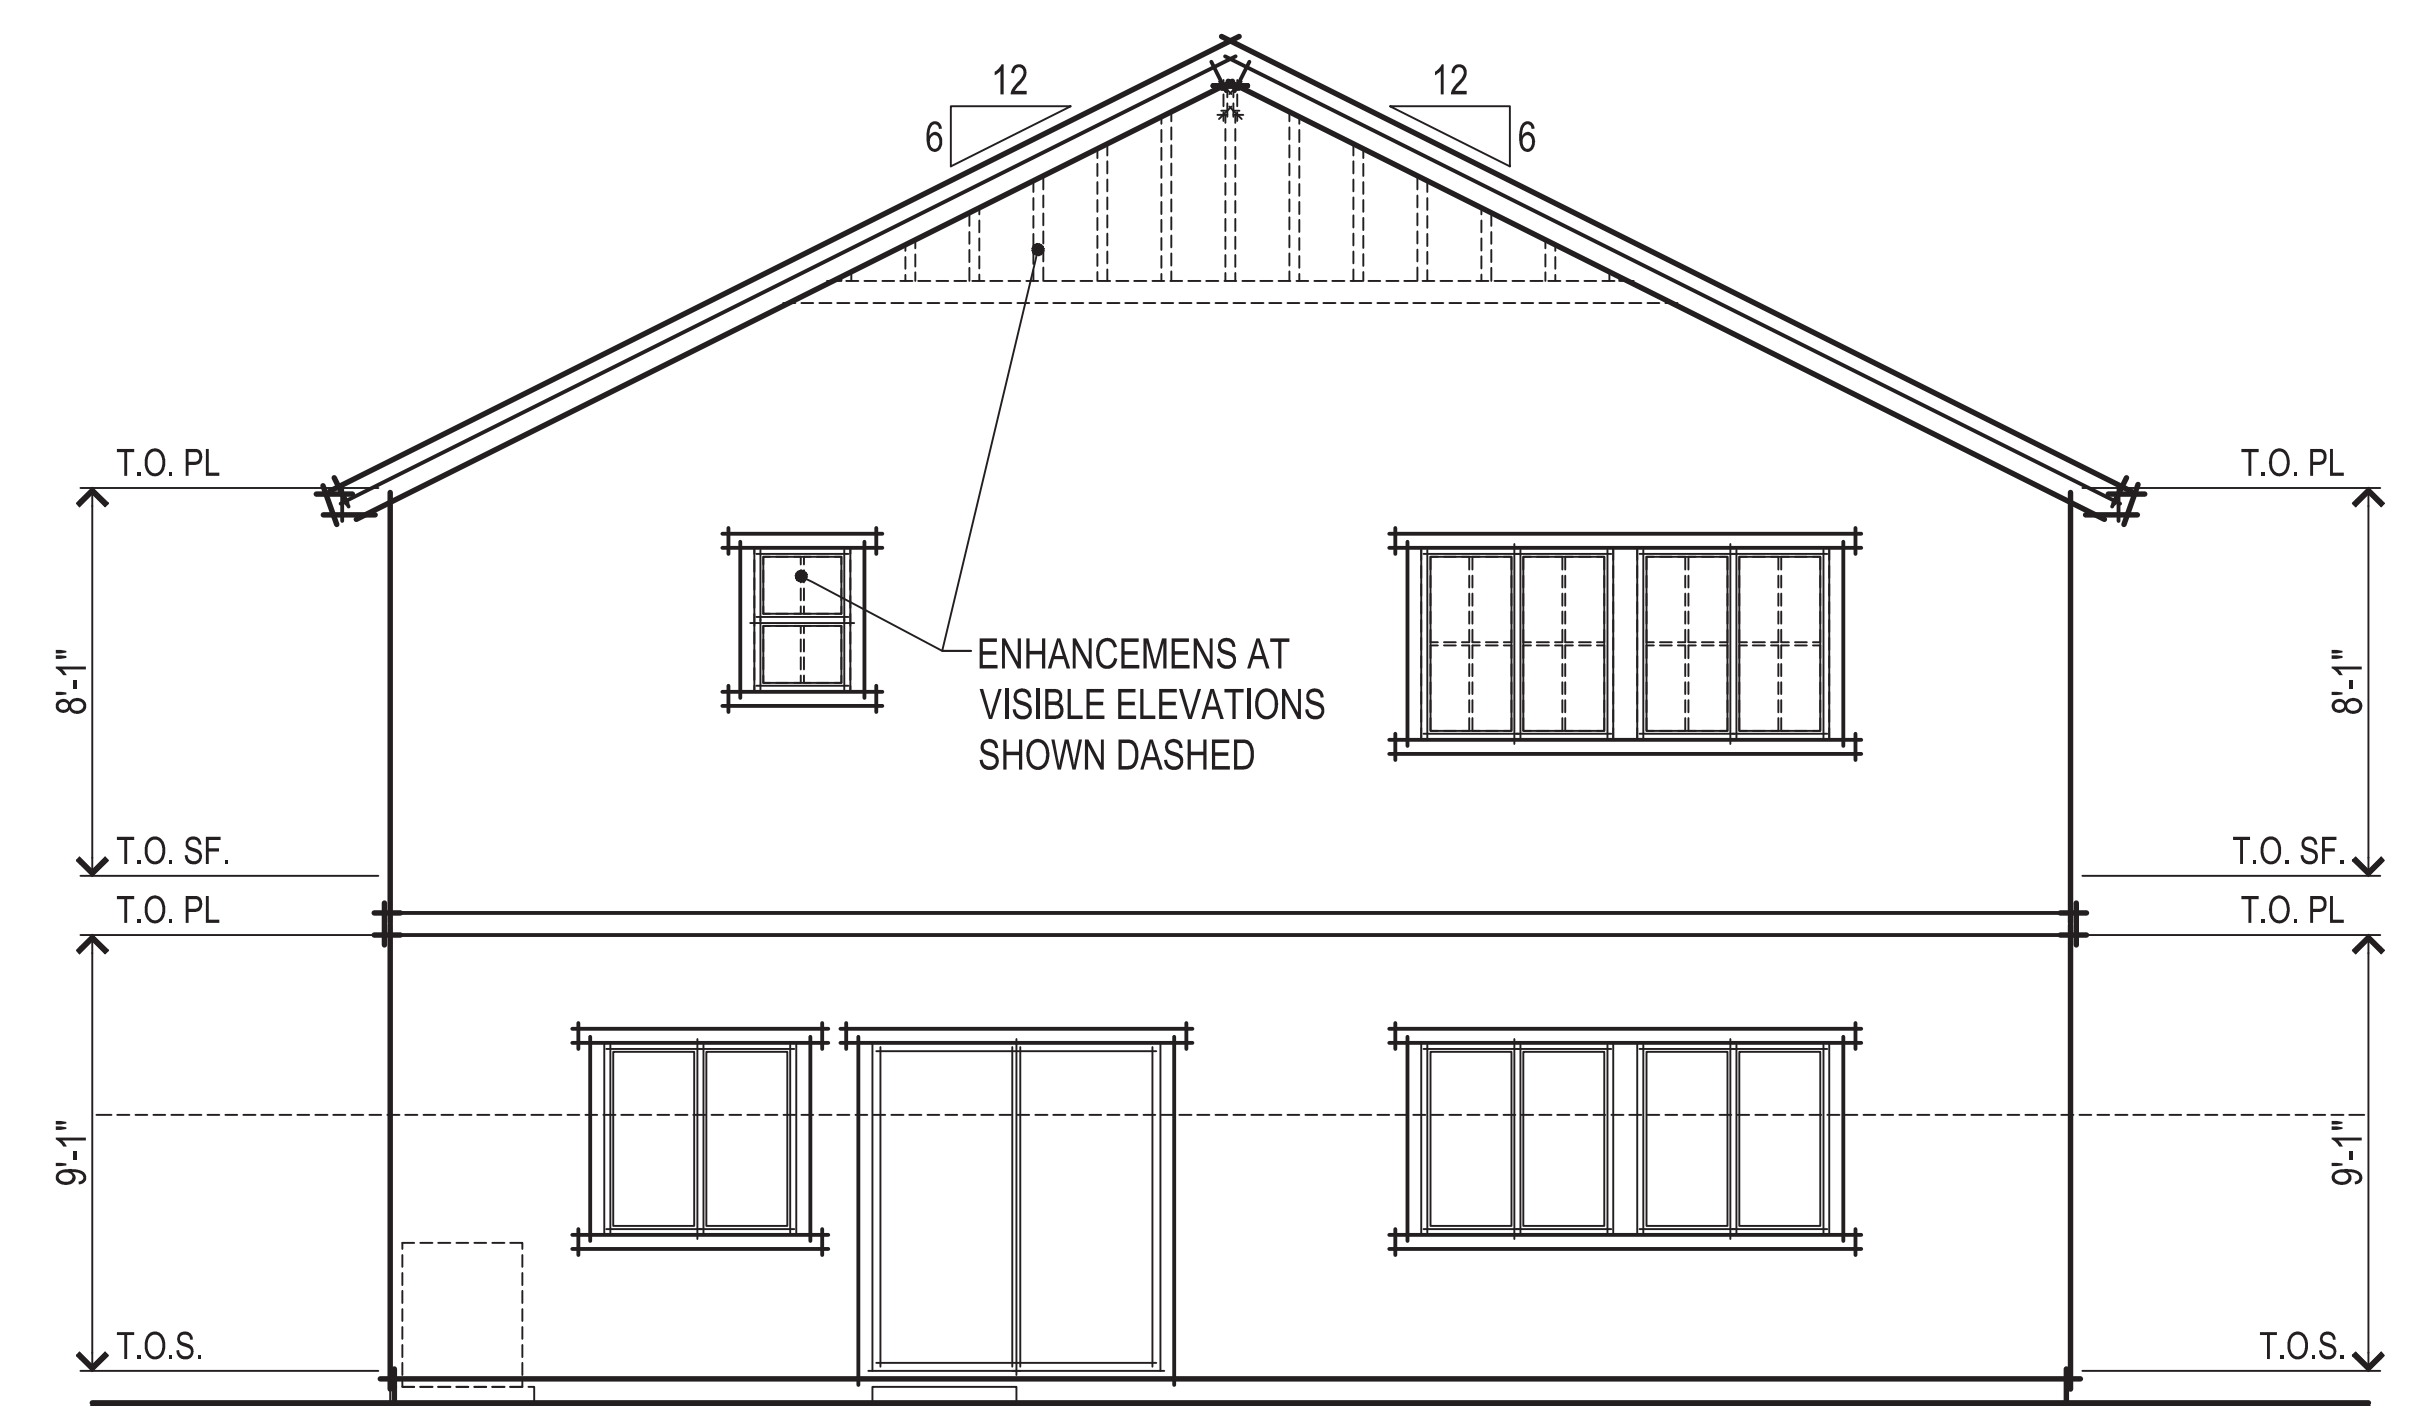 12
12
6
6
T.O. PL
T.O. PL
8'-1"
8'-1"
ENHANCEMENS AT
VISIBLE ELEVATIONS
SHOWN DASHED
T.O. SF.
T.O. SF.
T.O. PL
T.O. PL
9'-1"
9'-1"
T.O.S.
T.O.S.